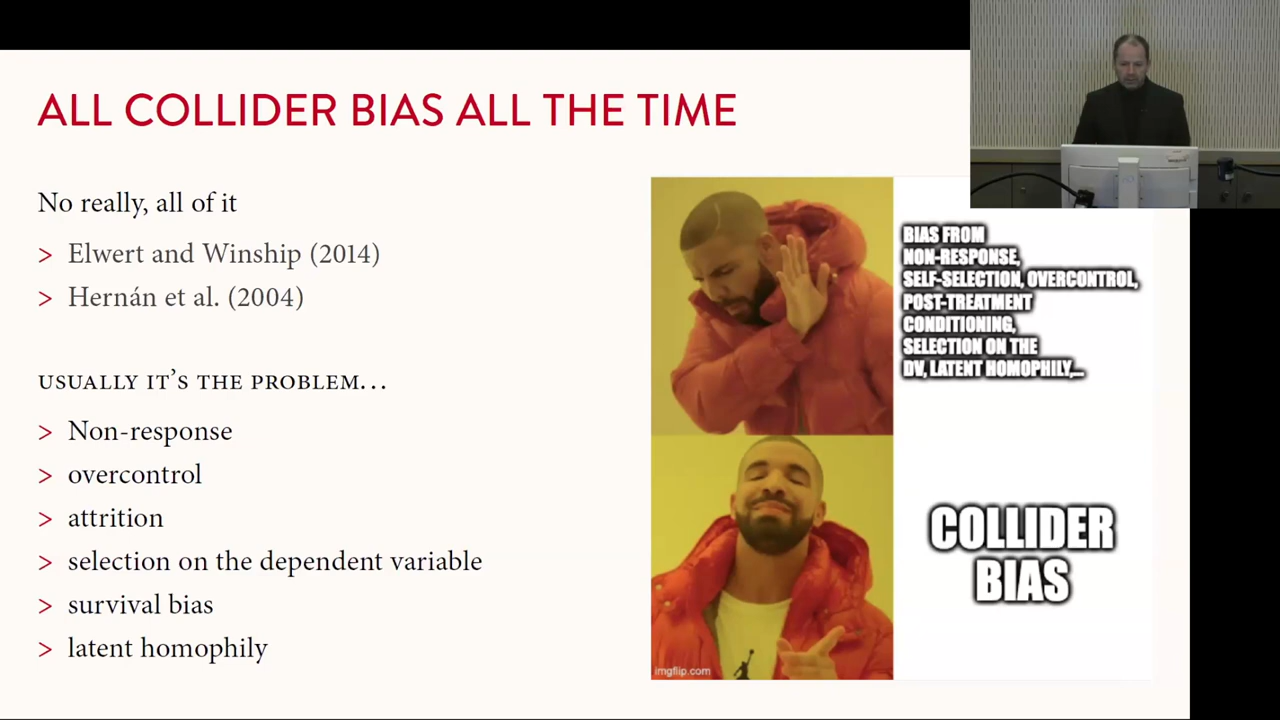 ALL COLLIDER BIAS ALL THE TIME
No really, all of it
> Elwert and Winship (2014)
> Hernán et al. (2004)
USUALLY IT'S THE PROBLEM…
> Non-response
> overcontrol
> attrition
> selection on the dependent variable
> survival bias
> latent homophily
BIAS FROM
NON-RESPONSE,
SELF-SELECTION, OVERCONTROL,
POST-TREATMENT
CONDITIONING,
SELECTION ON THE
DV, LATENT HOMOPHILY,...
COLLIDER
BIAS
imgflip.com